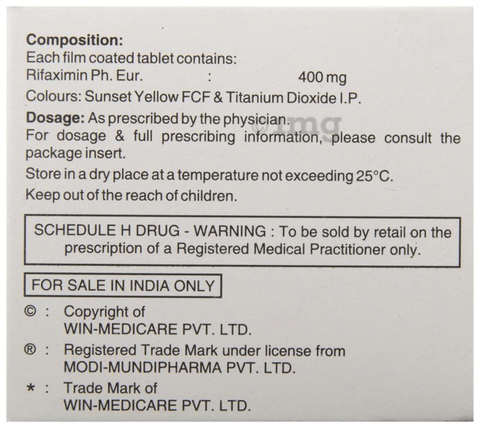 Composition:
Each film coated tablet contains:
Rifaximin Ph. Eur. : 400 mg
Colours: Sunset Yellow FCF & Titanium Dioxide I.P.
Dosage: As prescribed by the physician.
For dosage & full prescribing information, please consult the
package insert.
Store in a dry place at a temperature not exceeding 25°C.
Keep out of the reach of children.
SCHEDULE H DRUG - WARNING : To be sold by retail on the
prescription of a Registered Medical Practitioner only.
FOR SALE IN INDIA ONLY
© : Copyright of
WIN-MEDICARE PVT. LTD.
® : Registered Trade Mark under license from
MODI-MUNDIPHARMA PVT. LTD.
* : Trade Mark of
WIN-MEDICARE PVT. LTD.